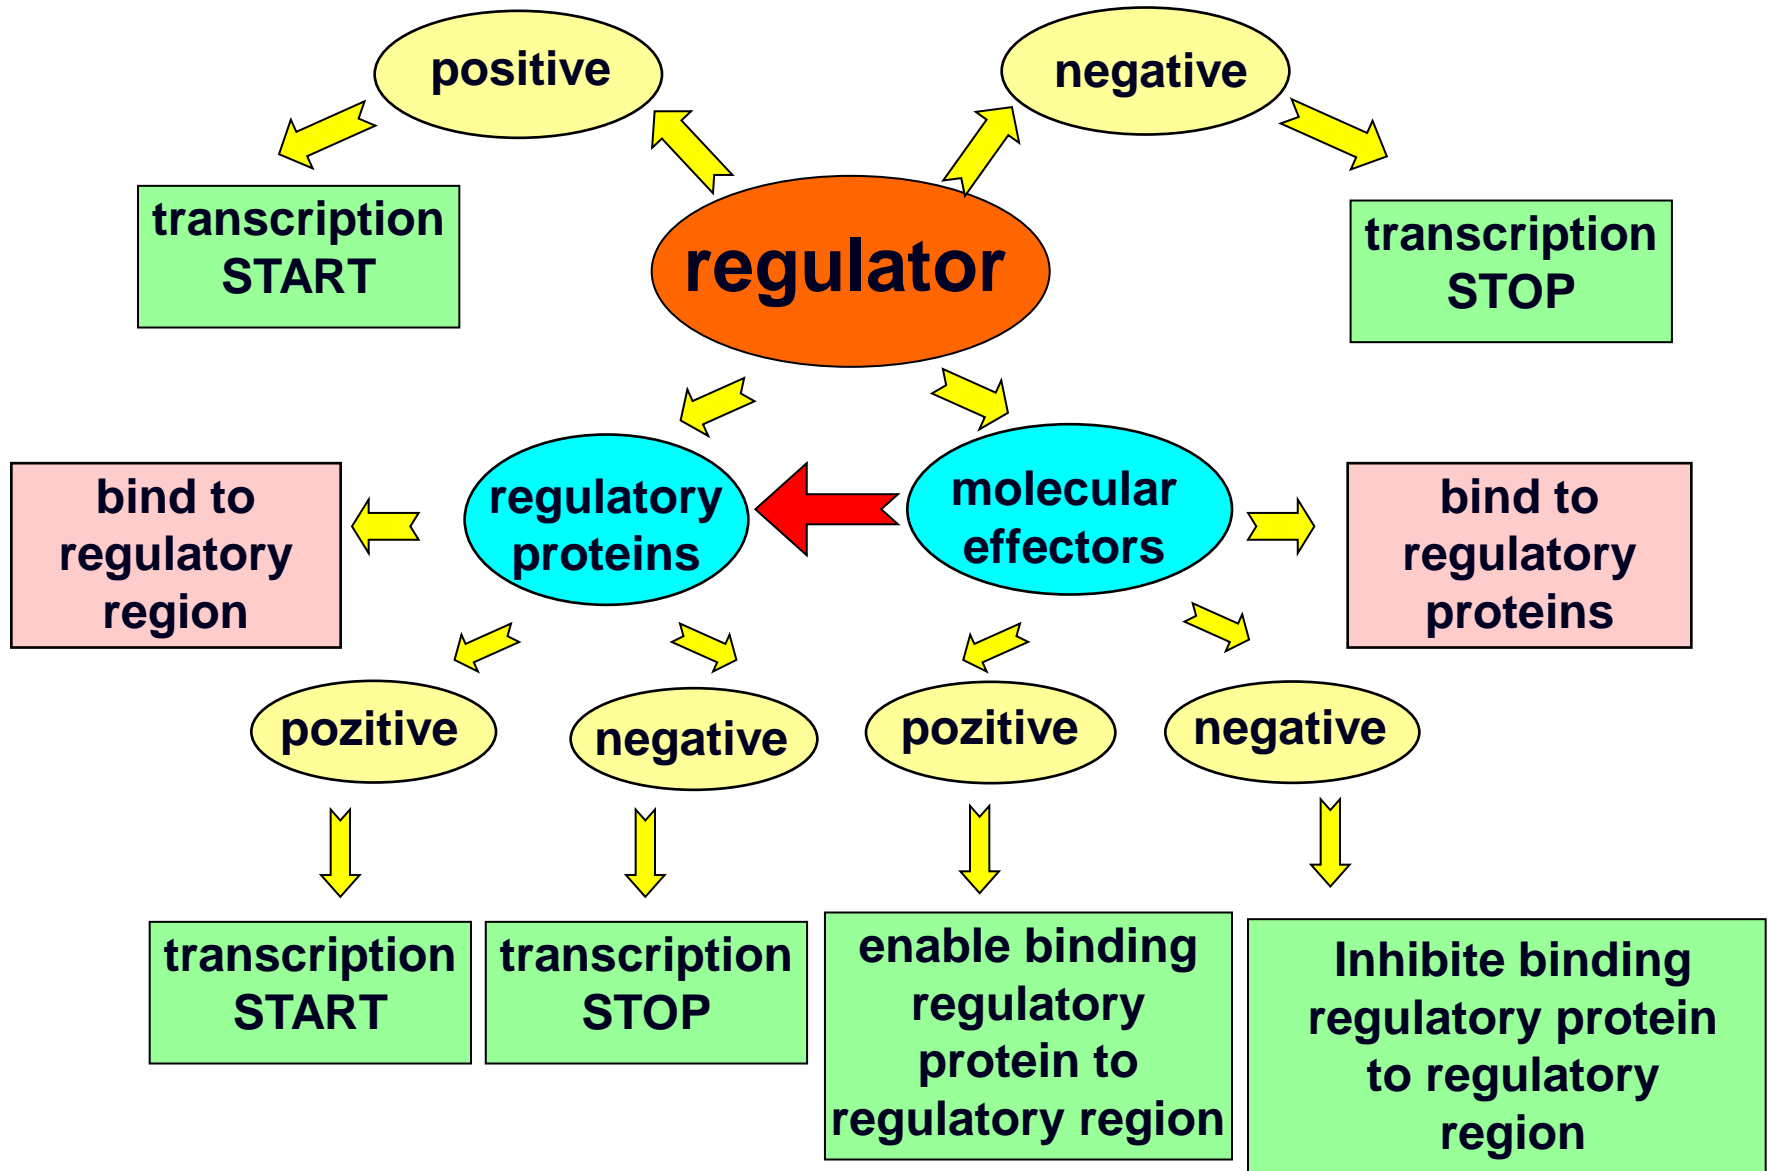 positive
negative
transcription
START
regulator
transcription
STOP
bind to
regulatory
region
regulatory
proteins
molecular
effectors
bind to
regulatory
proteins
pozitive
negative
pozitive
negative
transcription
START
transcription
STOP
enable binding
regulatory
protein to
regulatory region
Inhibite binding
regulatory protein
to regulatory
region